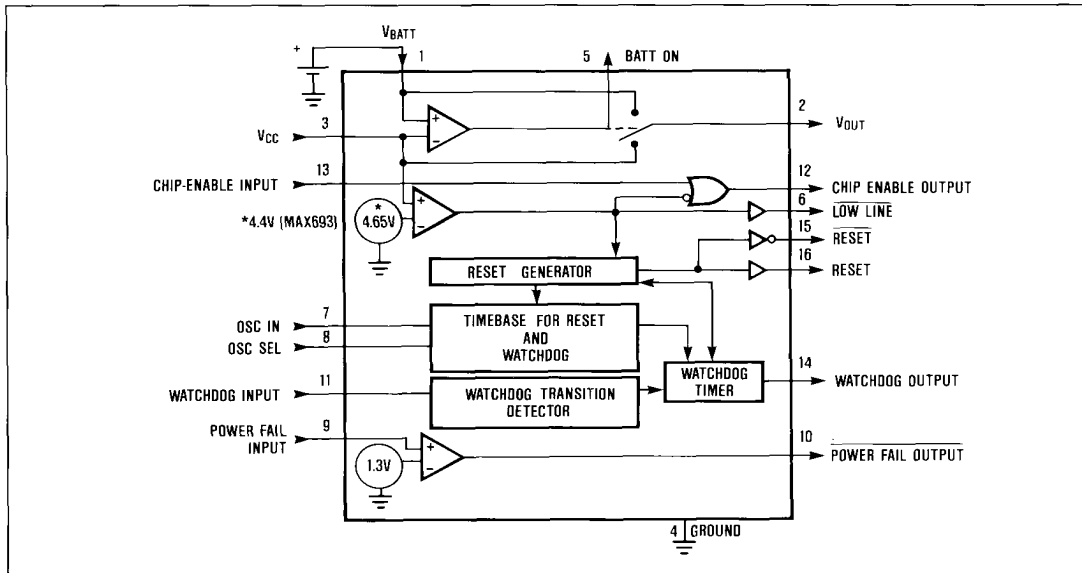 VBATT
+
1
5 BATT ON
2
VOUT
3
VCC
+
−
13
CHIP-ENABLE INPUT
12
CHIP ENABLE OUTPUT
*4.4V (MAX693)
*
4.65V
+
−
6
LOW LINE
15
RESET
16
RESET
RESET GENERATOR
7
OSC IN
8
OSC SEL
TIMEBASE FOR RESET
AND
WATCHDOG
11
WATCHDOG INPUT
WATCHDOG TRANSITION
DETECTOR
WATCHDOG
TIMER
14
WATCHDOG OUTPUT
9
POWER FAIL
INPUT
1.3V
+
−
10
POWER FAIL OUTPUT
4 GROUND